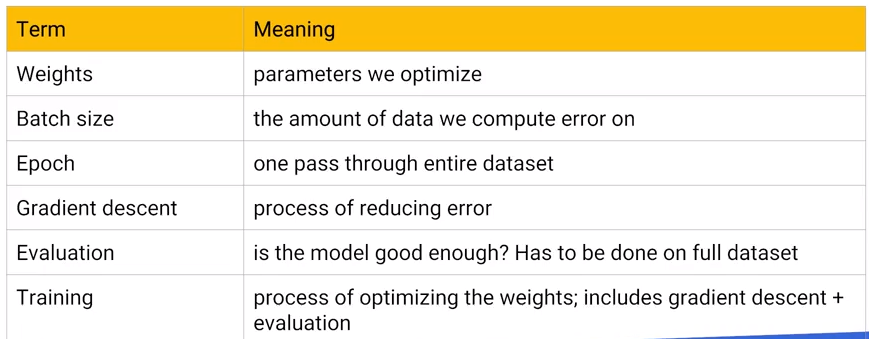 Term Meaning
Weights parameters we optimize
Batch size the amount of data we compute error on
Epoch one pass through entire dataset
Gradient descent process of reducing error
Evaluation is the model good enough? Has to be done on full dataset
Training process of optimizing the weights; includes gradient descent +
evaluation